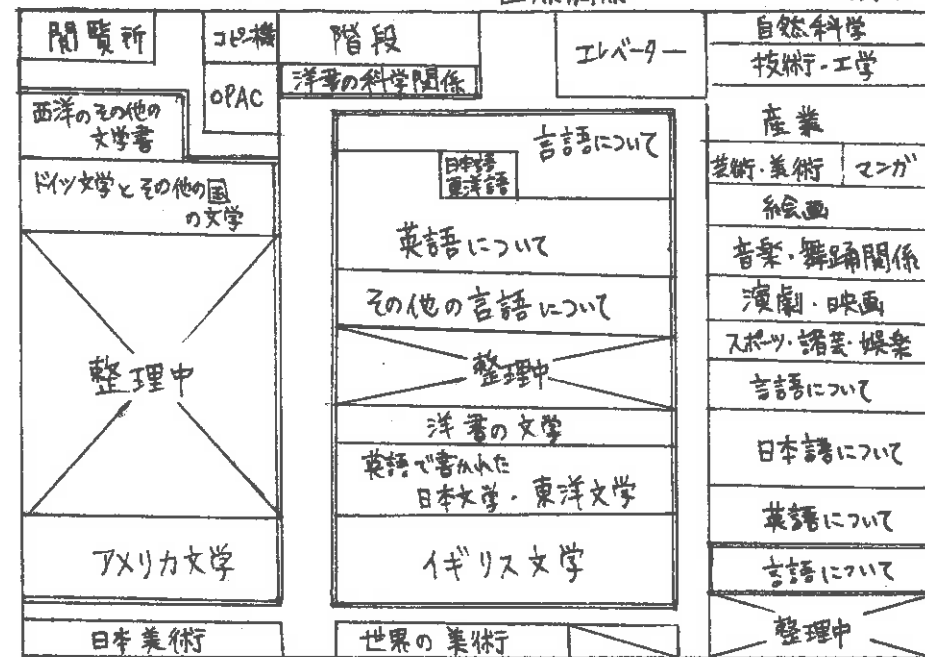 閲覧所
コピー機
階段
エレベーター
自然科学
技術・工学
OPAC
洋書の科学関係
西洋のその他の
文学書
言語について
産業
日本語
東洋語
芸術・美術
マンガ
ドイツ文学とその他の国
の文学
絵画
英語について
音楽・舞踊関係
その他の言語について
演劇・映画
整理中
整理中
スポーツ・諸芸・娯楽
言語について
洋書の文学
日本語について
英語で書かれた
日本文学・東洋文学
英語について
アメリカ文学
イギリス文学
言語について
日本美術
世界の美術
整理中